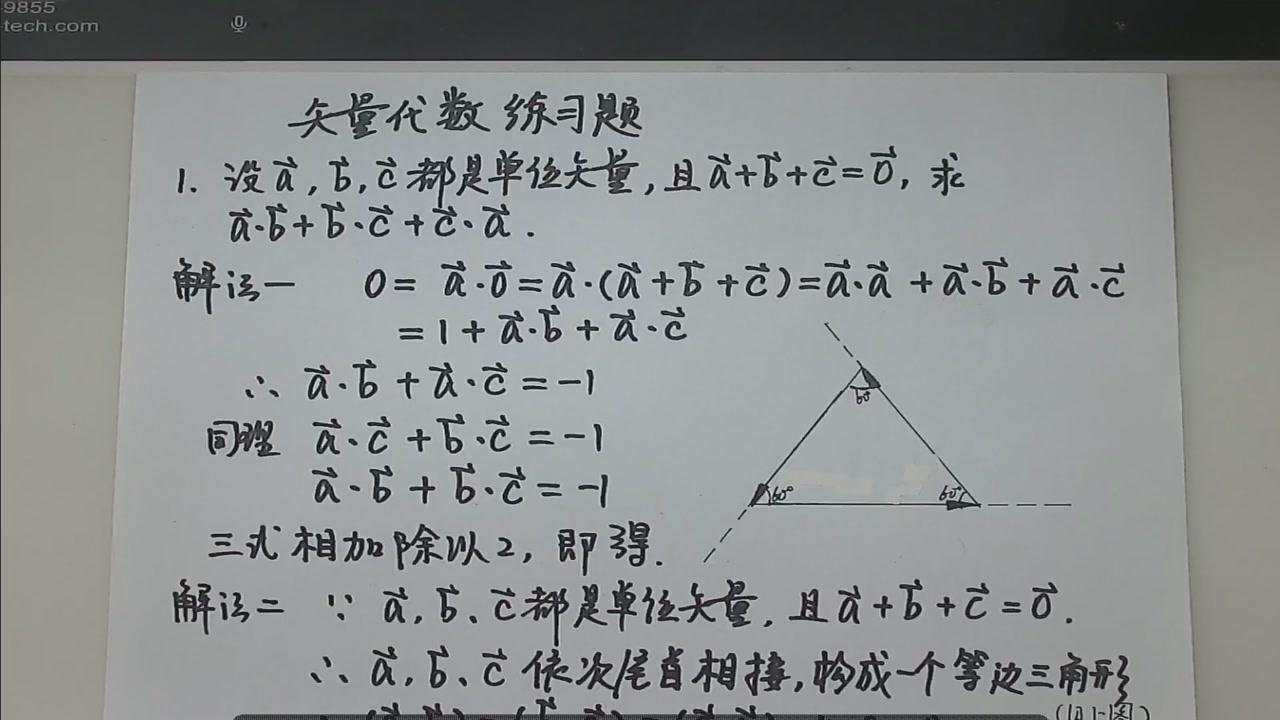 9855
tech.com
矢量代数练习题
1. 设a⃗, b⃗, c⃗都是单位矢量, 且a⃗+b⃗+c⃗=0⃗, 求
a⃗·b⃗+b⃗·c⃗+c⃗·a⃗.
解法一 0= a⃗·0⃗=a⃗·(a⃗+b⃗+c⃗)=a⃗·a⃗+a⃗·b⃗+a⃗·c⃗
=1+a⃗·b⃗+a⃗·c⃗
∴ a⃗·b⃗+a⃗·c⃗=-1
60°
同理 a⃗·c⃗+b⃗·c⃗=-1
a⃗·b⃗+b⃗·c⃗=-1
60° 60°
三式相加除以2, 即得.
解法二 ∵ a⃗, b⃗、c⃗都是单位矢量, 且a⃗+b⃗+c⃗=0⃗.
∴ a⃗, b⃗、c⃗依次尾首相接, 构成一个等边三角形